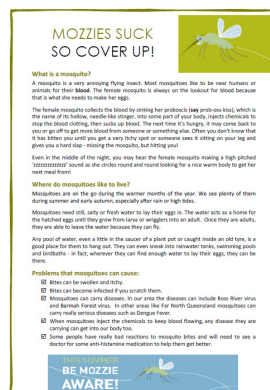 MOZZIES SUCK
SO COVER UP!
What is a mosquito?
A mosquito is a very annoying flying insect. Most mosquitoes like to be near humans or
animals for their blood. The female mosquito is always on the lookout for blood because
that is what she needs to make her eggs.
The female mosquito collects the blood by sinking her proboscis (say prob-oss-kiss), which is
the name of its hollow, needle-like stinger, into some part of your body, injects chemicals to
stop the blood clotting, then sucks up blood. The next time it's hungry, it may come back to
you or go off to get more blood from someone or something else. Often you don't know that
it has bitten you until you get a very itchy spot or someone sees it sitting on your leg and
gives you a hard slap - missing the mosquito, but hitting you!
Even in the middle of the night, you may hear the female mosquito making a high pitched
sound as she circles round and round looking for a nice warm body to get her
next meal from!
Where do mosquitoes like to live?
Mosquitoes are on the go during the warmer months of the year. We see plenty of them
during summer and early autumn, especially after rain or high tides.
Mosquitoes need still, salty or fresh water to lay their eggs in. The water acts as a home for
the hatched eggs until they grow from larva or wrigglers into an adult. Once they are adults,
they are able to leave the water because they can fly.
Any pool of water, even a little in the saucer of a plant pot or caught inside an old tyre, is a
good place for them to hang out. They can even sneak into rainwater tanks, swimming pools
and birdbaths - in fact, wherever they can find enough water to lay their eggs, they can be
there.
Problems that mosquitoes can cause:
☑ Bites can be swollen and itchy.
☑ Bites can become infected if you scratch them.
☑ Mosquitoes can carry diseases. In our area the diseases can include Ross River virus
and Barmah Forest virus. In other areas like Far North Queensland mosquitoes can
carry really serious diseases such as Dengue Fever.
☑ When mosquitoes inject the chemicals to keep blood flowing, any disease they are
carrying can get into our body too.
☑ Some people have really bad reactions to mosquito bites and will need to see a
doctor for some anti-histamine medication to help them get better.
THIS SUMMER
BE MOZZIE
AWARE!